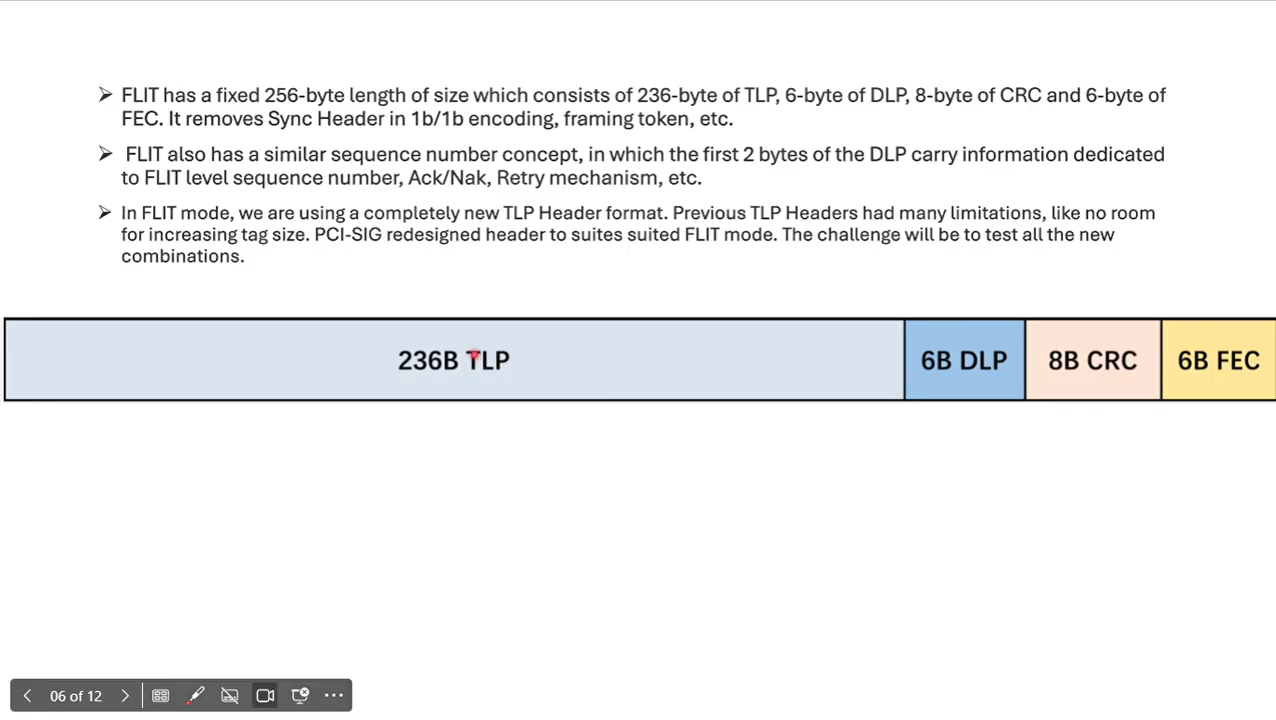 ➢ FLIT has a fixed 256-byte length of size which consists of 236-byte of TLP, 6-byte of DLP, 8-byte of CRC and 6-byte of
FEC. It removes Sync Header in 1b/1b encoding, framing token, etc.
➢ FLIT also has a similar sequence number concept, in which the first 2 bytes of the DLP carry information dedicated
to FLIT level sequence number, Ack/Nak, Retry mechanism, etc.
➢ In FLIT mode, we are using a completely new TLP Header format. Previous TLP Headers had many limitations, like no room
for increasing tag size. PCI-SIG redesigned header to suites suited FLIT mode. The challenge will be to test all the new
combinations.
236B TLP 6B DLP 8B CRC 6B FEC
06 of 12